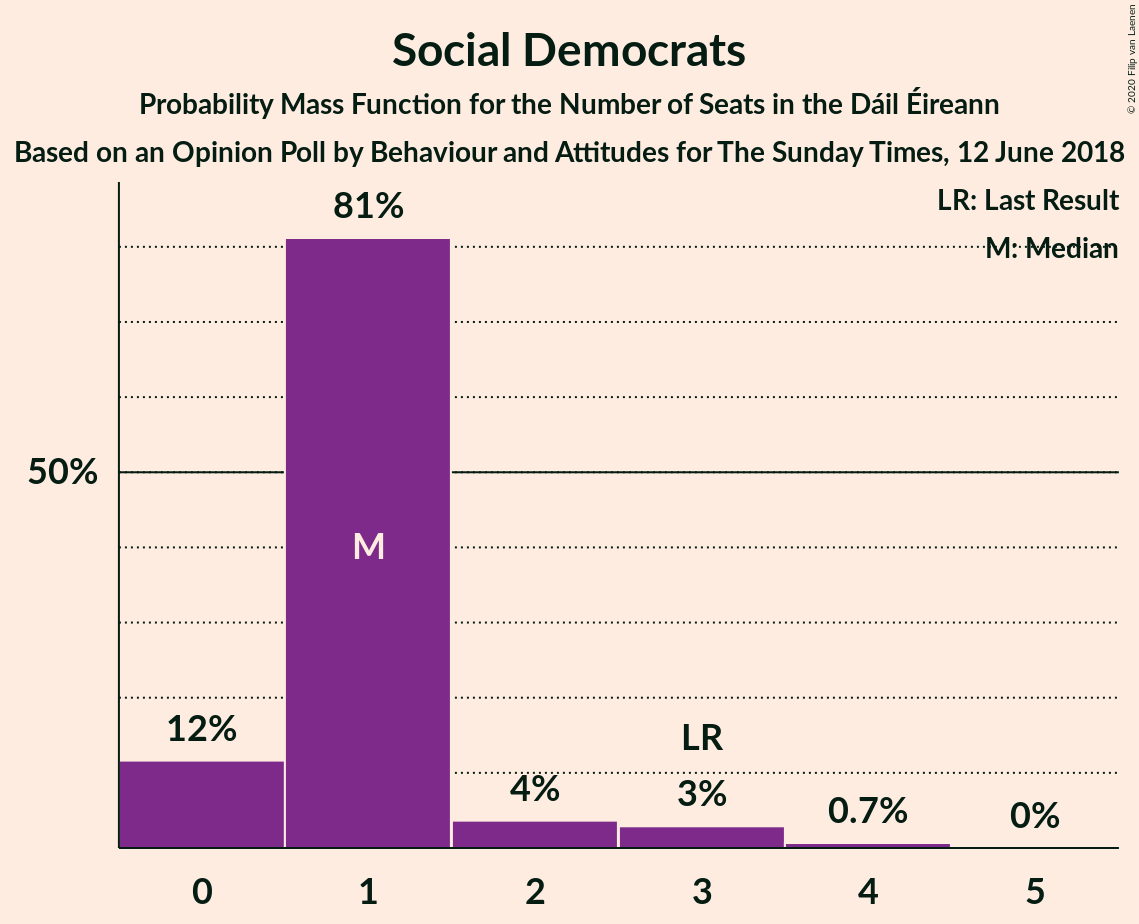 Social Democrats
Probability Mass Function for the Number of Seats in the Dáil Éireann
Based on an Opinion Poll by Behaviour and Attitudes for The Sunday Times, 12 June 2018
© 2020 Filip van Laenen
LR: Last Result
M: Median
81%
50%
M
12%
LR
4%
3%
0.7%
0%
0 1 2 3 4 5